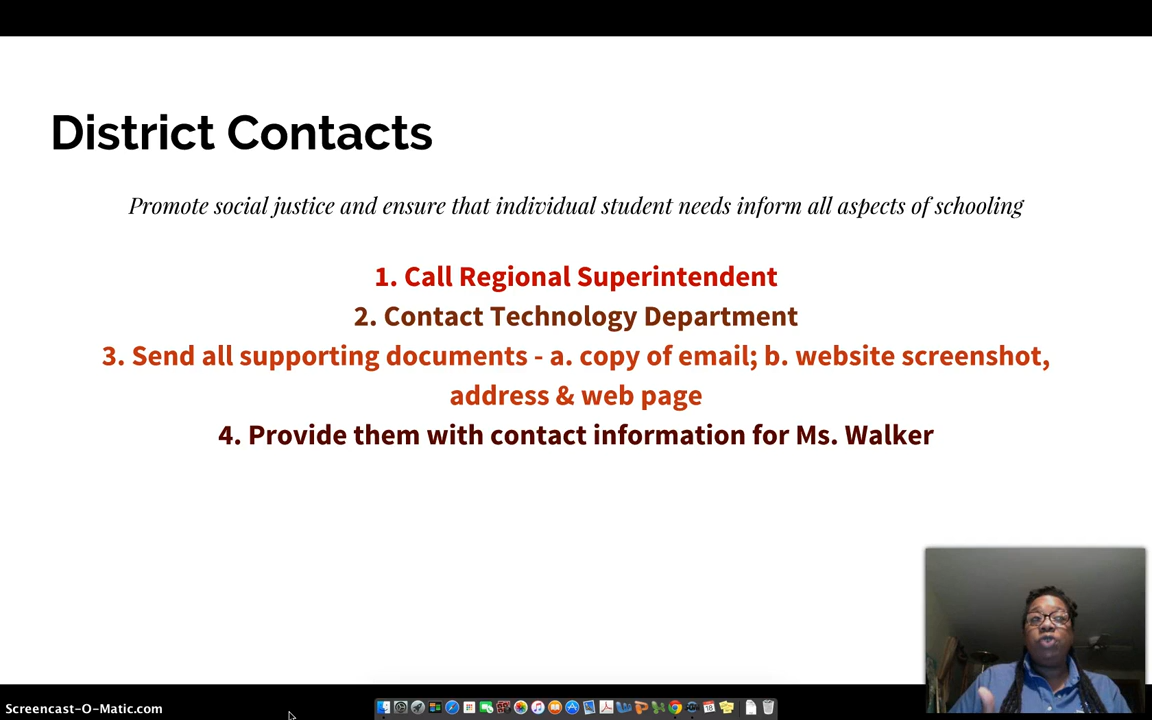 District Contacts
Promote social justice and ensure that individual student needs inform all aspects of schooling
1. Call Regional Superintendent
2. Contact Technology Department
3. Send all supporting documents - a. copy of email; b. website screenshot,
address & web page
4. Provide them with contact information for Ms. Walker
Screencast-O-Matic.com